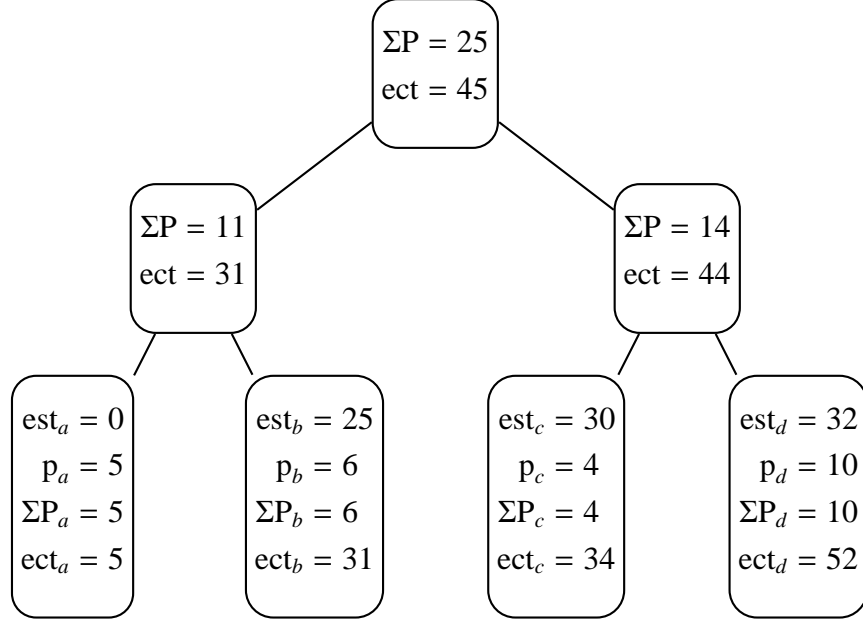 ΣP = 25
ect = 45
ΣP = 11
ect = 31
ΣP = 14
ect = 44
est_a = 0
p_a = 5
ΣP_a = 5
ect_a = 5
est_b = 25
p_b = 6
ΣP_b = 6
ect_b = 31
est_c = 30
p_c = 4
ΣP_c = 4
ect_c = 34
est_d = 32
p_d = 10
ΣP_d = 10
ect_d = 52